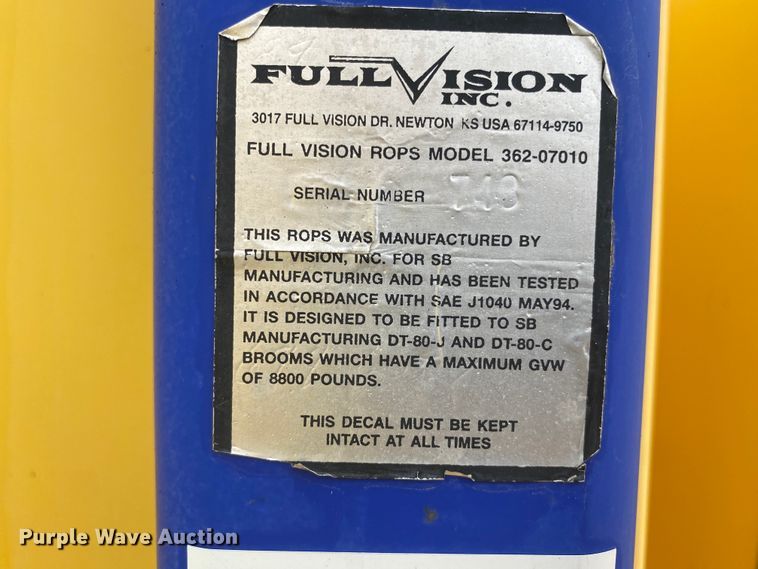 FULL VISION
INC.
3017 FULL VISION DR. NEWTON KS USA 67114-9750
FULL VISION ROPS MODEL 362-07010
SERIAL NUMBER 748
THIS ROPS WAS MANUFACTURED BY
FULL VISION, INC. FOR SB
MANUFACTURING AND HAS BEEN TESTED
IN ACCORDANCE WITH SAE J1040 MAY94.
IT IS DESIGNED TO BE FITTED TO SB
MANUFACTURING DT-80-J AND DT-80-C
BROOMS WHICH HAVE A MAXIMUM GVW
OF 8800 POUNDS.
THIS DECAL MUST BE KEPT
INTACT AT ALL TIMES
Purple Wave Auction